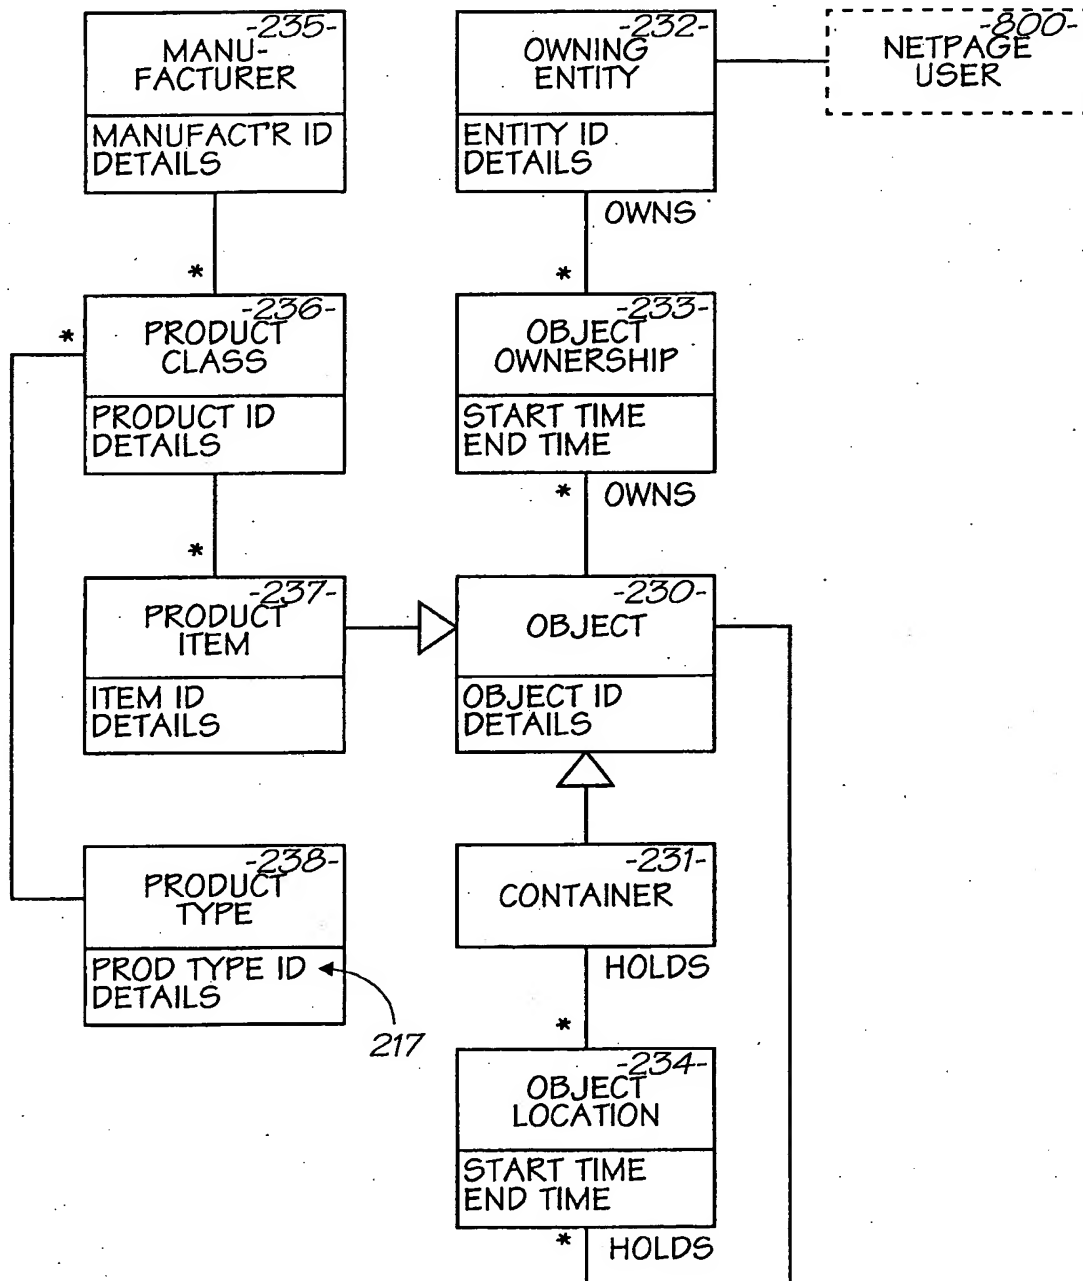 -235-
MANU-
FACTURER
MANUFACT'R ID
DETAILS
-232-
OWNING
ENTITY
ENTITY ID
DETAILS
-800-
NETPAGE
USER
OWNS
*
*
-236-
PRODUCT
CLASS
PRODUCT ID
DETAILS
*
-233-
OBJECT
OWNERSHIP
START TIME
END TIME
* OWNS
*
-237-
PRODUCT
ITEM
ITEM ID
DETAILS
-230-
OBJECT
OBJECT ID
DETAILS
-238-
PRODUCT
TYPE
PROD TYPE ID
DETAILS
217
-231-
CONTAINER
HOLDS
*
-234-
OBJECT
LOCATION
START TIME
END TIME
* HOLDS